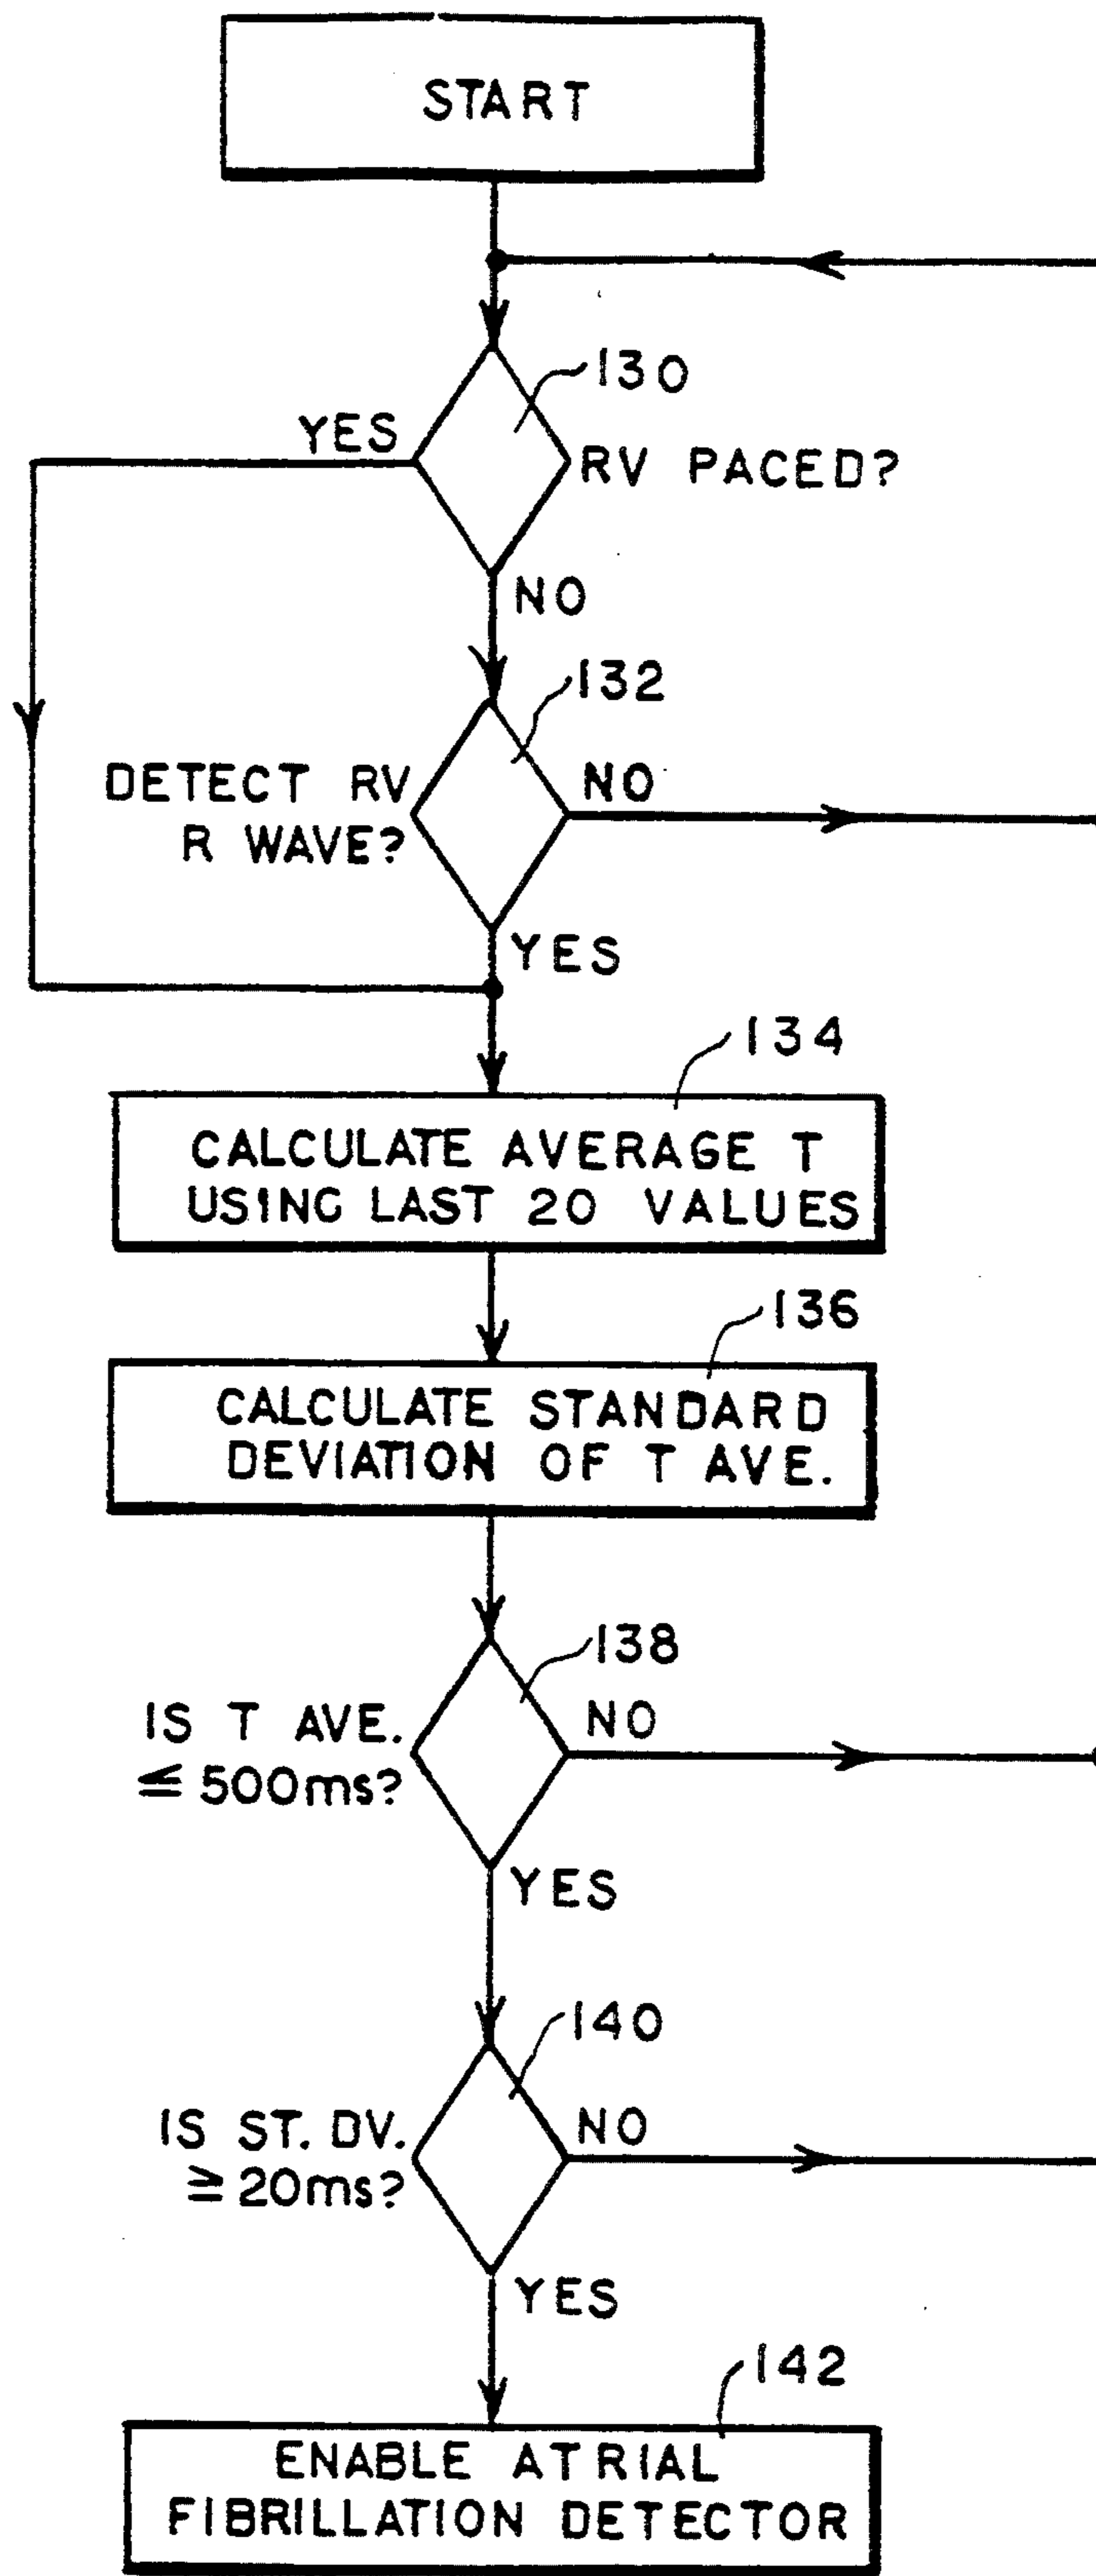 START
130
YES
RV PACED?
NO
132
DETECT RV
R WAVE?
NO
YES
134
CALCULATE AVERAGE T
USING LAST 20 VALUES
136
CALCULATE STANDARD
DEVIATION OF T AVE.
138
IS T AVE.
≤ 500ms?
NO
YES
140
IS ST. DV.
≥ 20ms?
NO
YES
142
ENABLE ATRIAL
FIBRILLATION DETECTOR